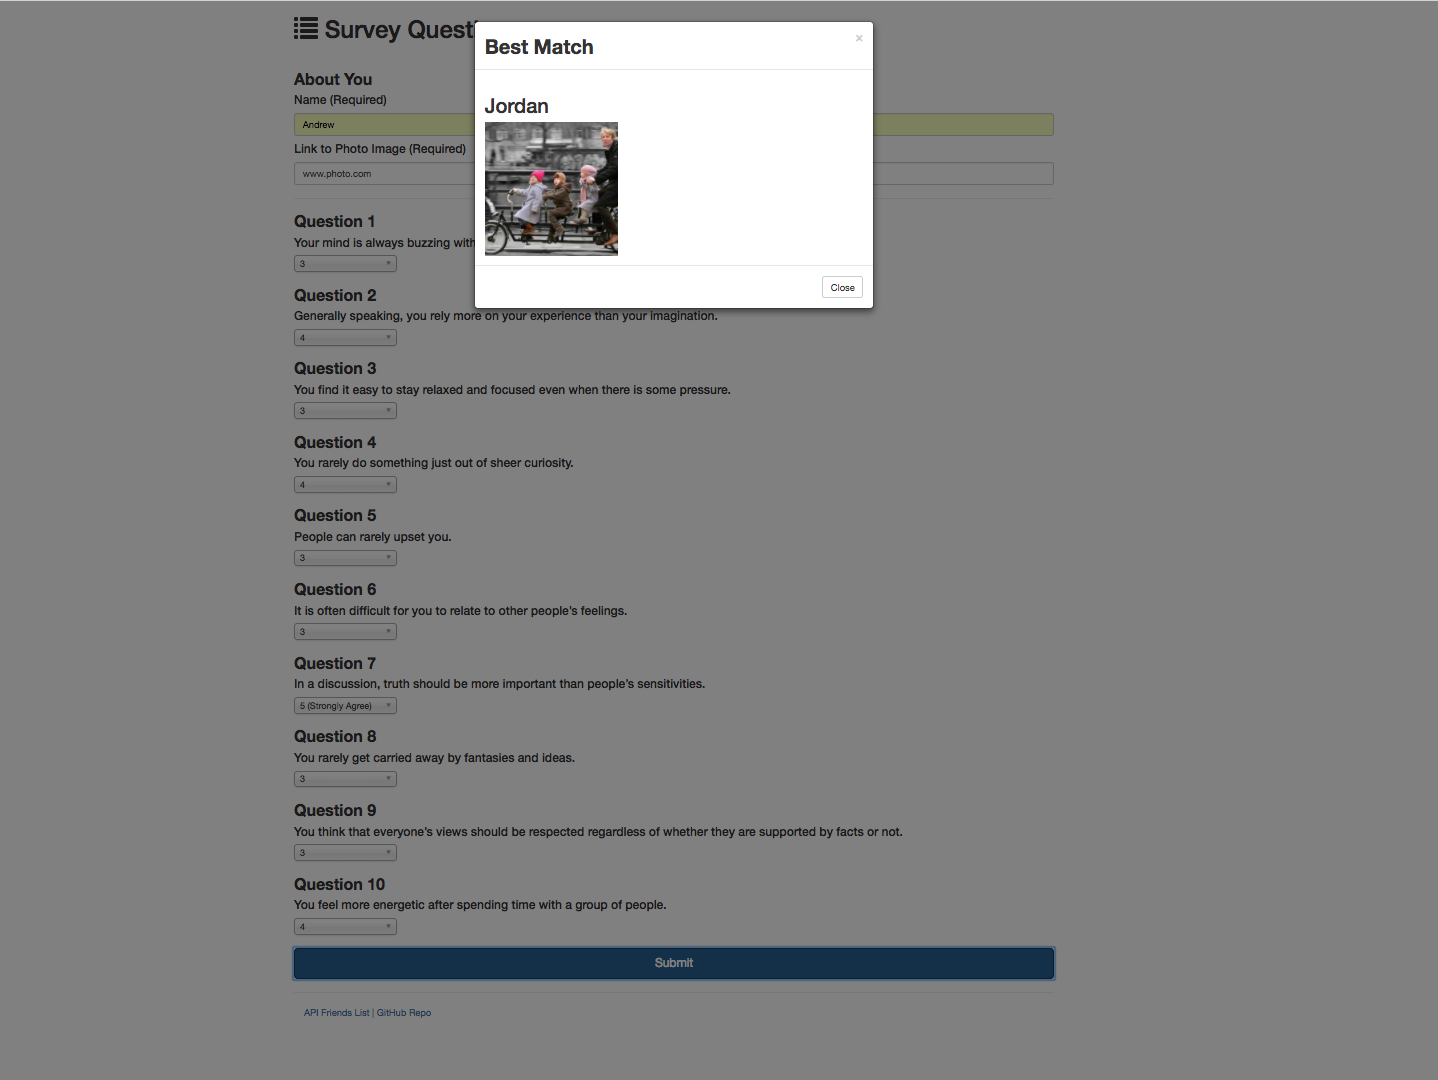 Survey Quest
Best Match
×
About You
Name (Required)
Jordan
Andrew
Link to Photo Image (Required)
www.photo.com
Question 1
Your mind is always buzzing with
3
Close
Question 2
Generally speaking, you rely more on your experience than your imagination.
4
Question 3
You find it easy to stay relaxed and focused even when there is some pressure.
3
Question 4
You rarely do something just out of sheer curiosity.
4
Question 5
People can rarely upset you.
3
Question 6
It is often difficult for you to relate to other people’s feelings.
3
Question 7
In a discussion, truth should be more important than people’s sensitivities.
5 (Strongly Agree)
Question 8
You rarely get carried away by fantasies and ideas.
3
Question 9
You think that everyone’s views should be respected regardless of whether they are supported by facts or not.
3
Question 10
You feel more energetic after spending time with a group of people.
4
Submit
API Friends List | GitHub Repo